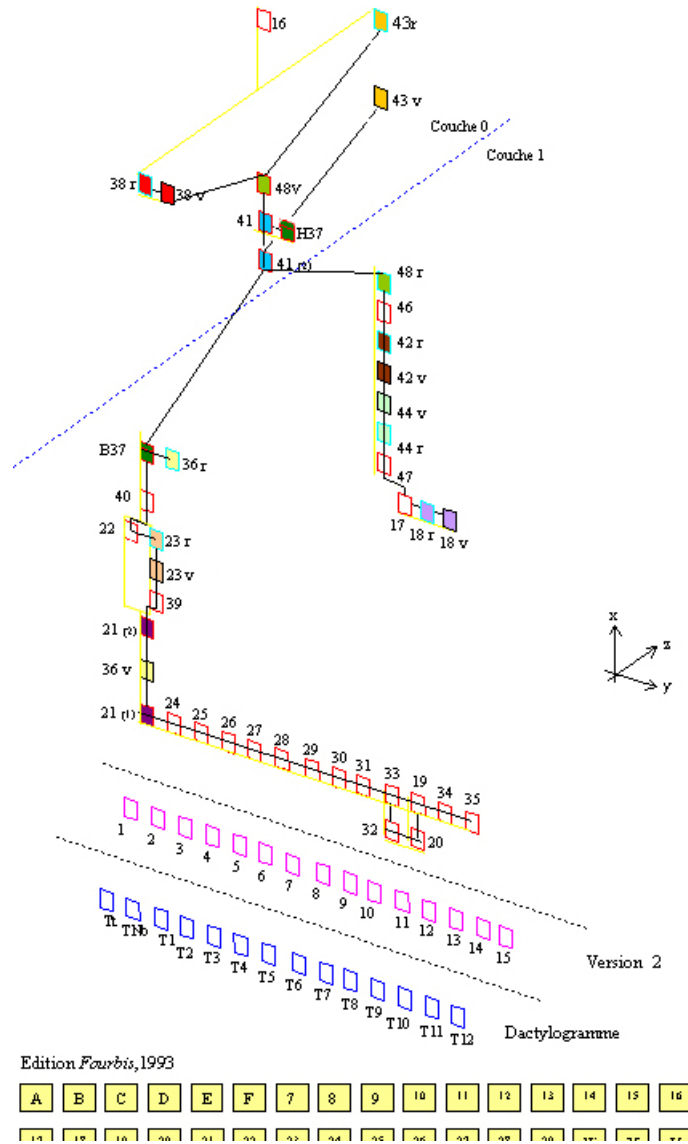 16
43r
43 v
Couche 0
Couche 1
38 r
38 v
48v
41
H37
41 (2)
48 r
46
42 r
42 v
44 v
44 r
47
B37
36 r
40
17
18 r
18 v
22
23 r
23 v
39
21 (2)
36 v
21 (1)
24
25
26
27
28
29
30
31
33
19
34
35
32
20
x
z
y
1
2
3
4
5
6
7
8
9
10
11
12
13
14
15
Version 2
Tt
TNb
T1
T2
T3
T4
T5
T6
T7
T8
T9
T10
T11
T12
Dactylogramme
Edition Fourbis,1993
A B C D E F 7 8 9 10 11 12 13 14 15 16